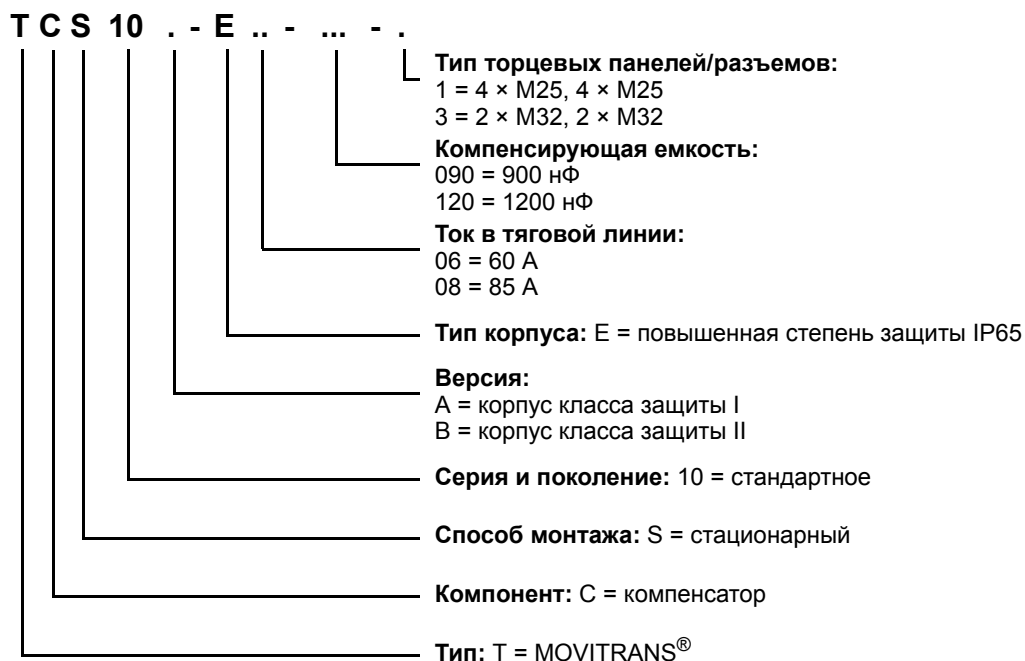 T C S 10 . - E .. - ... - .
Тип торцевых панелей/разъемов:
1 = 4 × M25, 4 × M25
3 = 2 × M32, 2 × M32
Компенсирующая емкость:
090 = 900 нФ
120 = 1200 нФ
Ток в тяговой линии:
06 = 60 А
08 = 85 А
Тип корпуса: E = повышенная степень защиты IP65
Версия:
A = корпус класса защиты I
B = корпус класса защиты II
Серия и поколение: 10 = стандартное
Способ монтажа: S = стационарный
Компонент: C = компенсатор
Тип: T = MOVITRANS®